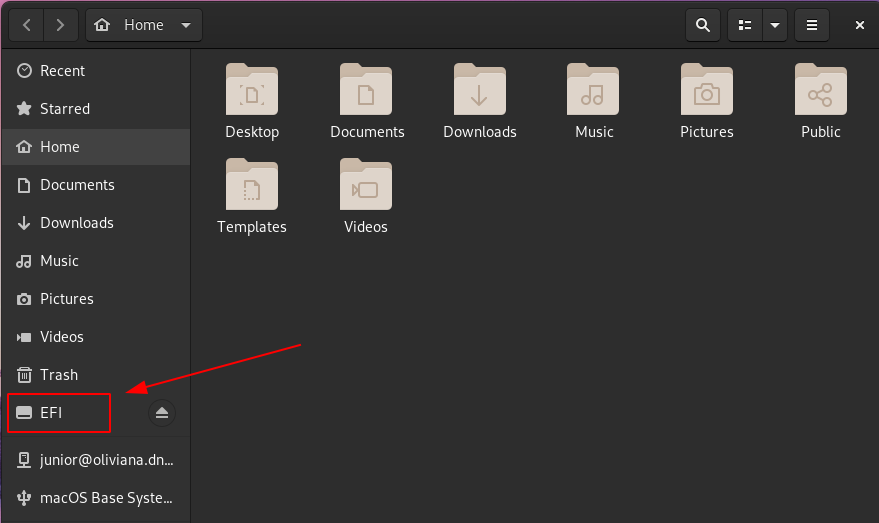 Home
Recent
Starred
Home
Documents
Downloads
Music
Pictures
Videos
Trash
EFI
junior@oliviana.dn...
macOS Base Syste...
Desktop
Documents
Downloads
Music
Pictures
Public
Templates
Videos